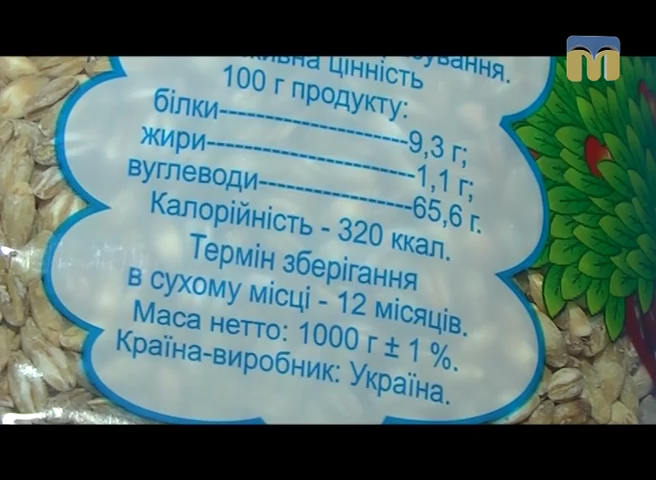 цінність
100 г продукту:
білки---------------------9,3 г;
жири-----------------------1,1 г;
вуглеводи-----------------65,6 г.
Калорійність - 320 ккал.
Термін зберігання
в сухому місці - 12 місяців.
Маса нетто: 1000 г ± 1 %.
Країна-виробник: Україна.